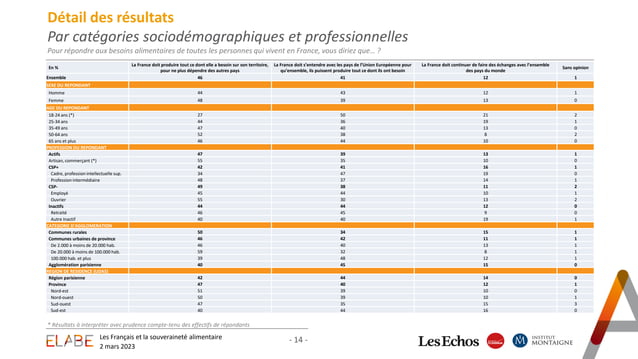 Détail des résultats
Par catégories sociodémographiques et professionnelles
Pour répondre aux besoins alimentaires de toutes les personnes qui vivent en France, vous diriez que… ?
En % | La France doit produire tout ce dont elle a besoin sur son territoire, pour ne plus dépendre des autres pays | La France doit s'entendre avec les pays de l'Union Européenne pour qu'ensemble, ils puissent produire tout ce dont ils ont besoin | La France doit continuer de faire des échanges avec l'ensemble des pays du monde | Sans opinion
Ensemble 46 41 12 1
SEXE DU REPONDANT
Homme 44 43 12 1
Femme 48 39 13 0
AGE DU REPONDANT
18-24 ans (*) 27 50 21 2
25-34 ans 44 36 19 1
35-49 ans 47 40 13 0
50-64 ans 52 38 8 2
65 ans et plus 46 44 10 0
PROFESSION DU REPONDANT
Actifs 47 39 13 1
Artisan, commerçant (*) 55 35 10 0
CSP+ 42 41 16 1
Cadre, profession intellectuelle sup. 34 47 19 0
Profession intermédiaire 48 37 14 1
CSP- 49 38 11 2
Employé 45 44 10 1
Ouvrier 55 30 13 2
Inactifs 44 44 12 0
Retraité 46 45 9 0
Autre inactif 40 40 19 1
CATEGORIE D'AGGLOMERATION
Communes rurales 50 34 15 1
Communes urbaines de province 46 42 11 1
De 2.000 à moins de 20.000 hab. 46 40 13 1
De 20.000 à moins de 100.000 hab. 59 32 8 1
100.000 hab. et plus 39 48 12 1
Agglomération parisienne 40 45 15 0
REGION DE RESIDENCE (UDA5)
Région parisienne 42 44 14 0
Province 47 40 12 1
Nord-est 51 39 10 0
Nord-ouest 50 39 10 1
Sud-ouest 47 35 15 3
Sud-est 40 44 16 0
* Résultats à interpréter avec prudence compte-tenu des effectifs de répondants
ELABE
Les Français et la souveraineté alimentaire
2 mars 2023
- 14 -
Les Echos
INSTITUT
MONTAIGNE